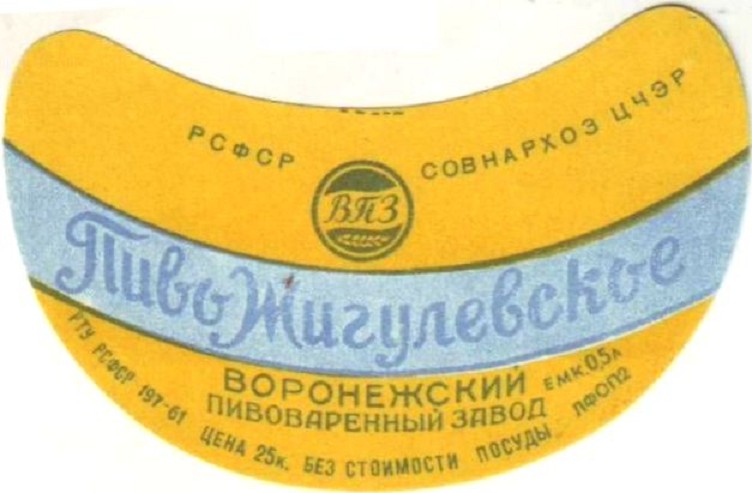 РСФСР СОВНАРХОЗ ЦЧЭР
ВПЗ
Пиво Жигулевское
ВОРОНЕЖСКИЙ
ПИВОВАРЕННЫЙ ЗАВОД
ЕМК. 0,5 Л
РТУ РСФСР 197-61 ЦЕНА 25к. БЕЗ СТОИМОСТИ ПОСУДЫ ЛФОП2